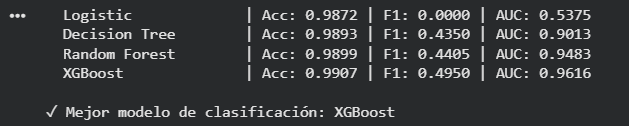 ••• Logistic | Acc: 0.9872 | F1: 0.0000 | AUC: 0.5375
Decision Tree | Acc: 0.9893 | F1: 0.4350 | AUC: 0.9013
Random Forest | Acc: 0.9899 | F1: 0.4405 | AUC: 0.9483
XGBoost | Acc: 0.9907 | F1: 0.4950 | AUC: 0.9616
✓ Mejor modelo de clasificación: XGBoost